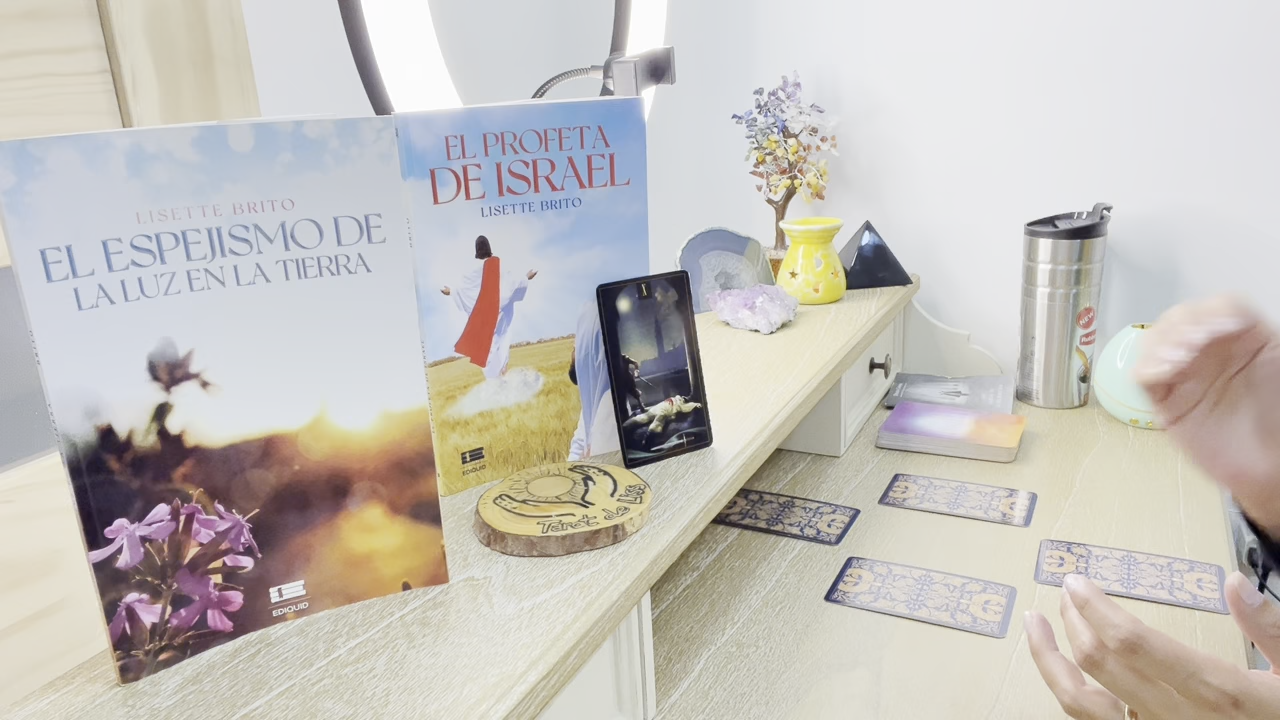 LISETTE BRITO
EL ESPEJISMO DE
LA LUZ EN LA TIERRA
EDIQUID
EL PROFETA
DE ISRAEL
LISETTE BRITO
EDIQUID
X
Tarot de Liss